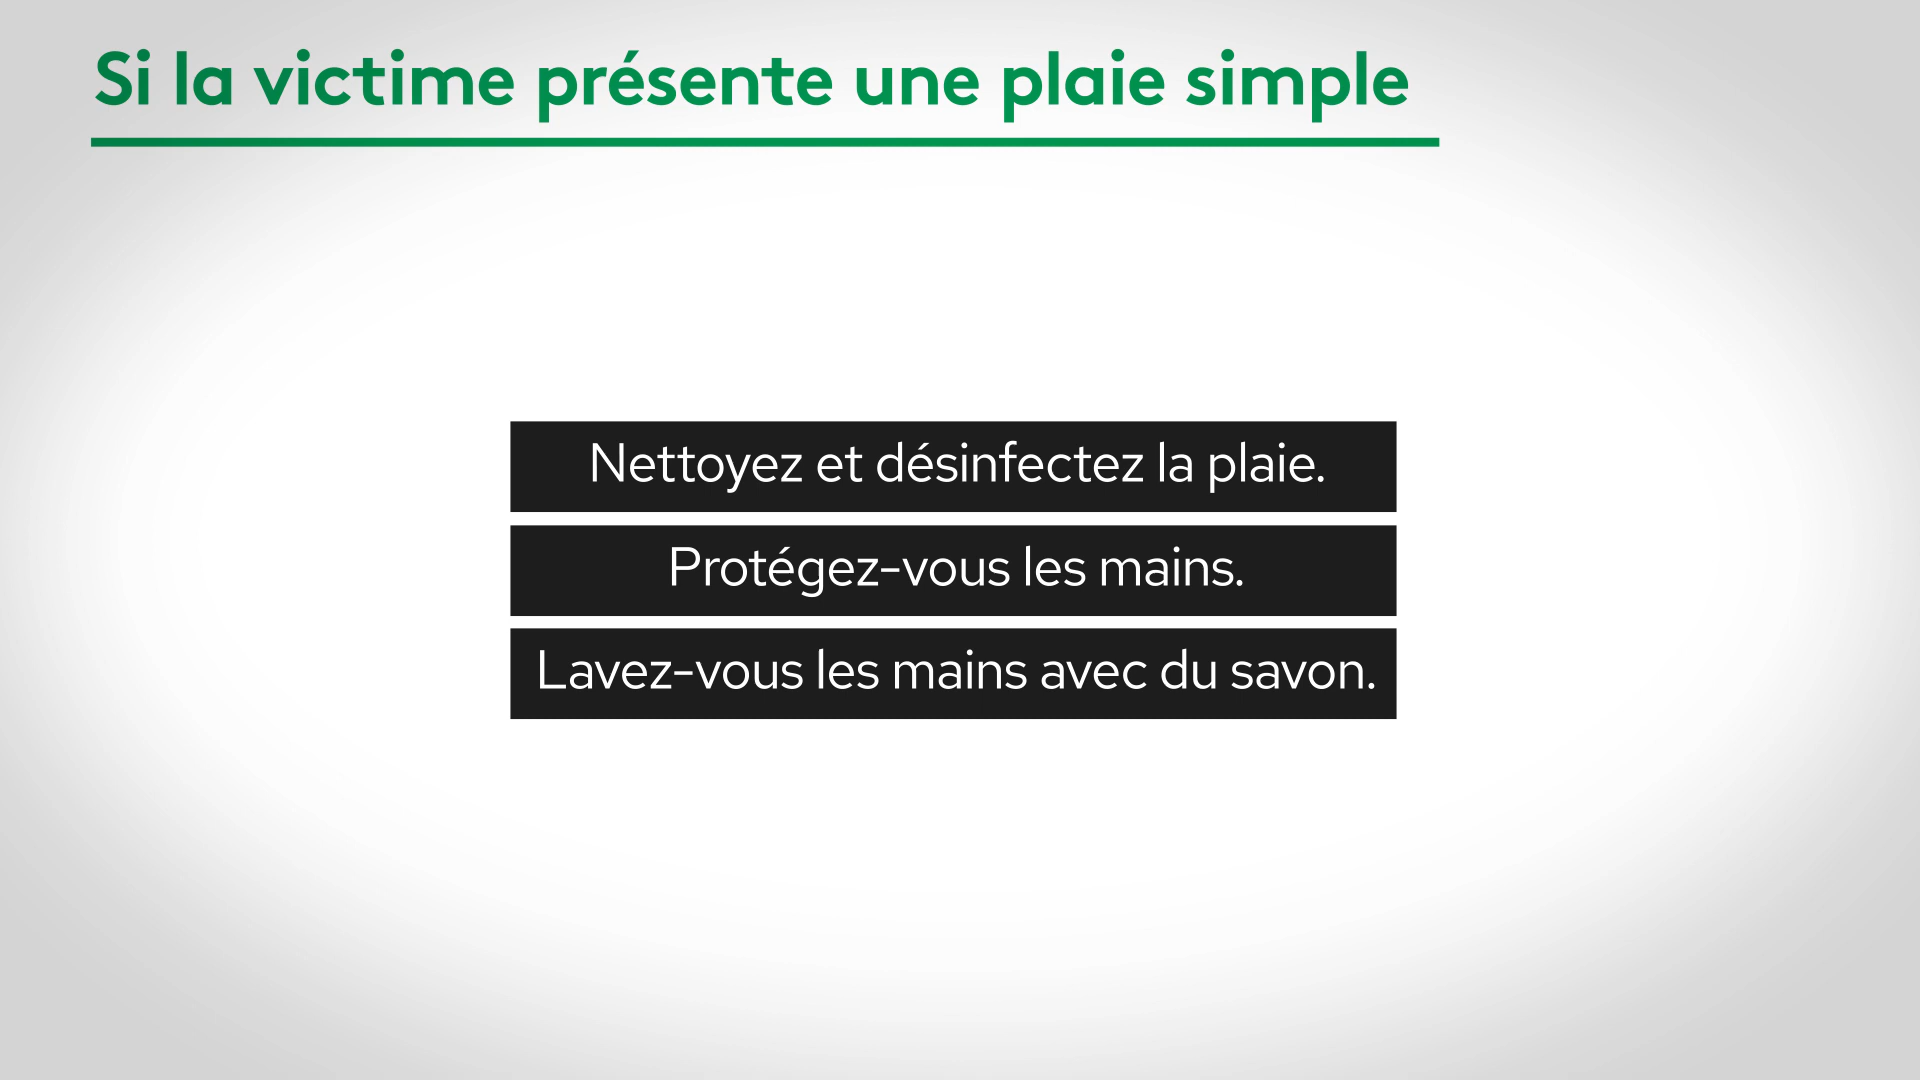 Si la victime présente une plaie simple
Nettoyez et désinfectez la plaie.
Protégez-vous les mains.
Lavez-vous les mains avec du savon.